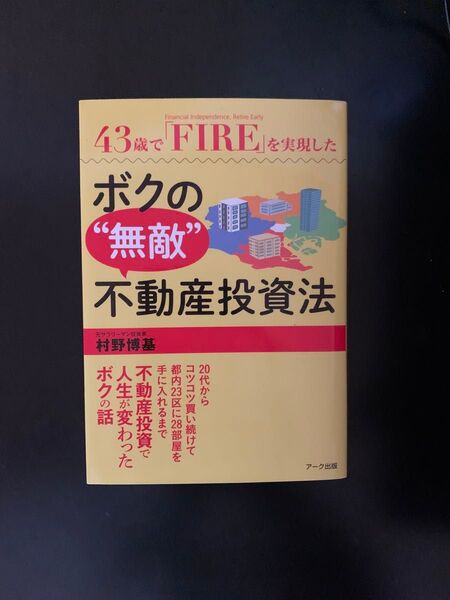 Financial Independence, Retire Early
43歳で「FIRE」を実現した
ボクの
“無敵”
不動産投資法
元サラリーマン投資家
村野博基
20代から
コツコツ買い続けて
都内23区に28部屋を
手に入れるまで
不動産投資で
人生が変わった
ボクの話
アーク出版